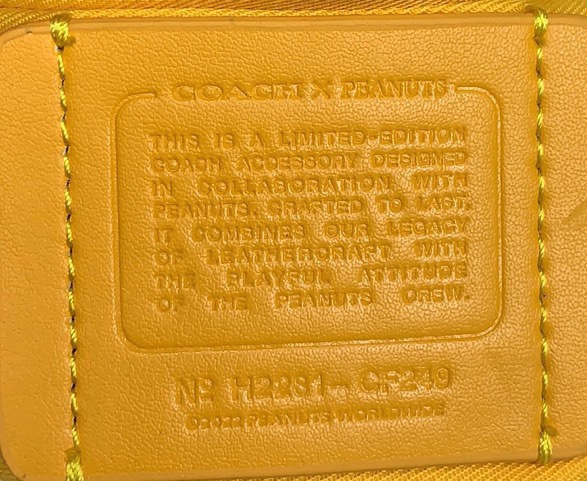 COACH X PEANUTS
THIS IS A LIMITED-EDITION
COACH ACCESSORY DESIGNED
IN COLLABORATION WITH
PEANUTS. CRAFTED TO LAST,
IT COMBINES OUR LEGACY
OF LEATHERCRAFT WITH
THE PLAYFUL ATTITUDE
OF THE PEANUTS CREW.
Nº H2281-CP249
©2022 PEANUTS WORLDWIDE